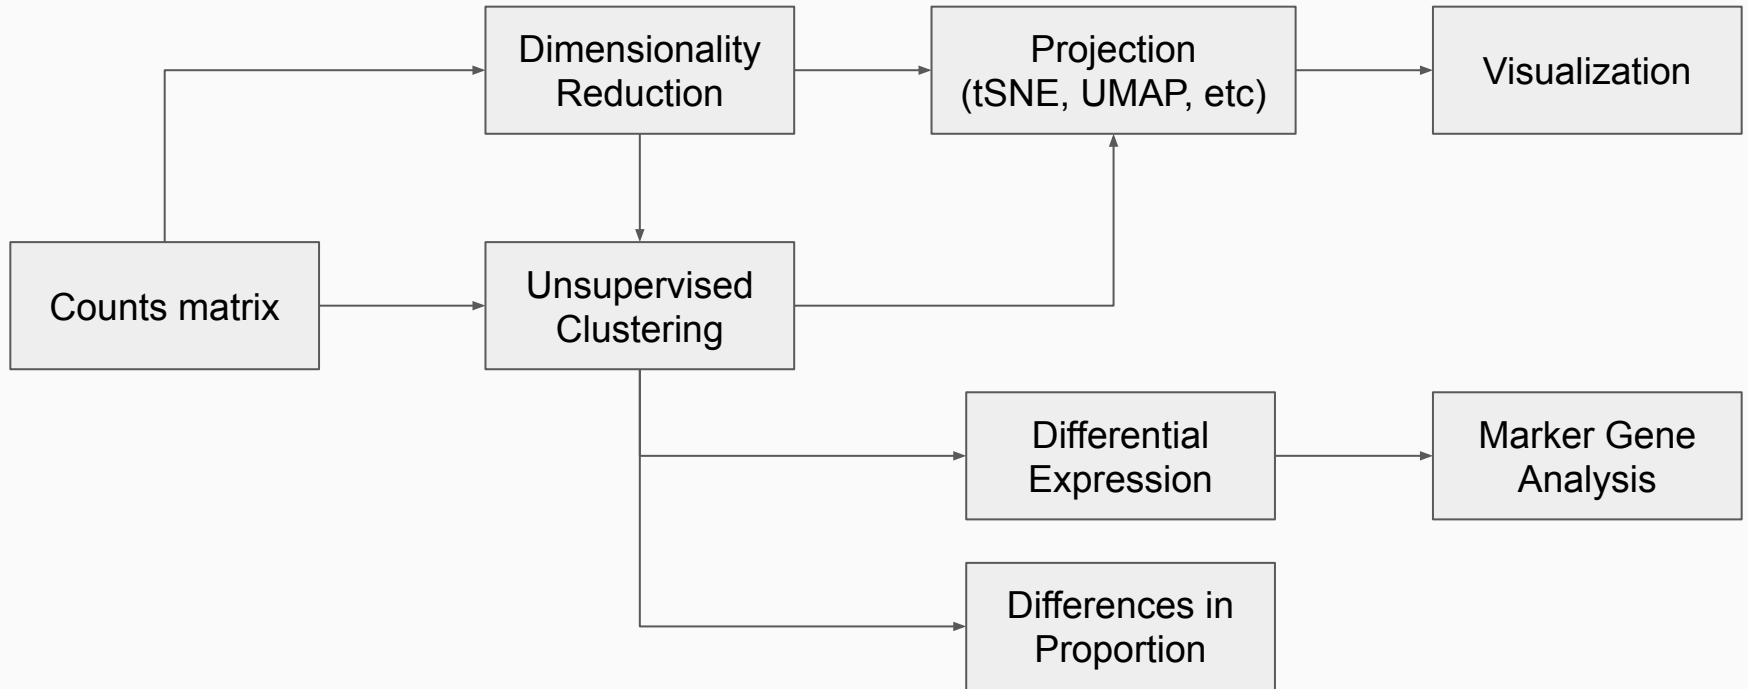 Dimensionality
Reduction
Projection
(tSNE, UMAP, etc)
Visualization
Counts matrix
Unsupervised
Clustering
Differential
Expression
Marker Gene
Analysis
Differences in
Proportion